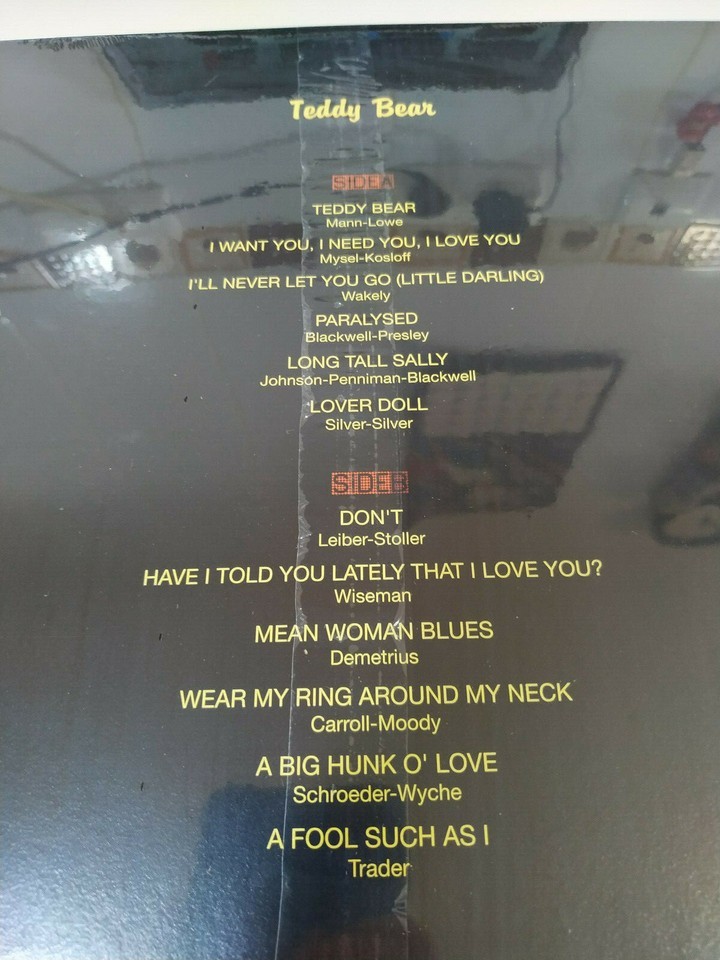 Teddy Bear
SIDE A
TEDDY BEAR
Mann-Lowe
I WANT YOU, I NEED YOU, I LOVE YOU
Mysel-Kosloff
I'LL NEVER LET YOU GO (LITTLE DARLING)
Wakely
PARALYSED
Blackwell-Presley
LONG TALL SALLY
Johnson-Penniman-Blackwell
LOVER DOLL
Silver-Silver
SIDE B
DON'T
Leiber-Stoller
HAVE I TOLD YOU LATELY THAT I LOVE YOU?
Wiseman
MEAN WOMAN BLUES
Demetrius
WEAR MY RING AROUND MY NECK
Carroll-Moody
A BIG HUNK O' LOVE
Schroeder-Wyche
A FOOL SUCH AS I
Trader